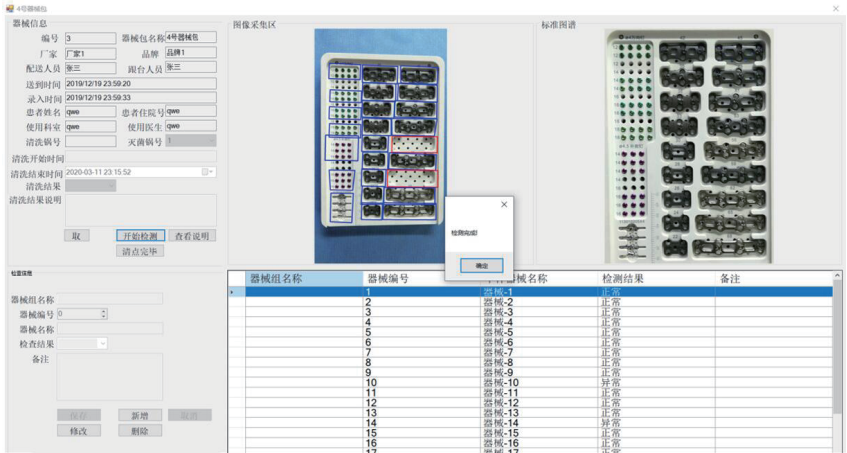 4号器械包
器械信息
编号 3 器械包名称 4号器械包
厂家 厂家1 品牌 品牌1
配送人员 张三 跟台人员 张三
送到时间 2019/12/19 23:59:20
录入时间 2019/12/19 23:59:33
患者姓名 qwe 患者住院号 qwe
使用科室 qwe 使用医生 qwe
清洗锅号 灭菌锅号 1
清洗开始时间
清洗结束时间 2020-03-11 23:15:52
清洗结果
清洗结果说明
取 开始检测 查看说明
清点完毕
检查信息
器械组名称
器械编号 0
器械名称
检查结果
备注
保存 新增 取消
修改 删除
图像采集区
标准图谱
检测完成!
确定
器械组名称 器械编号 器械名称 检测结果 备注
1 器械-1 正常
2 器械-2 正常
3 器械-3 正常
4 器械-4 正常
5 器械-5 正常
6 器械-6 正常
7 器械-7 正常
8 器械-8 正常
9 器械-9 正常
10 器械-10 异常
11 器械-11 正常
12 器械-12 正常
13 器械-13 正常
14 器械-14 异常
15 器械-15 正常
16 器械-16 正常
17 器械-17 正常